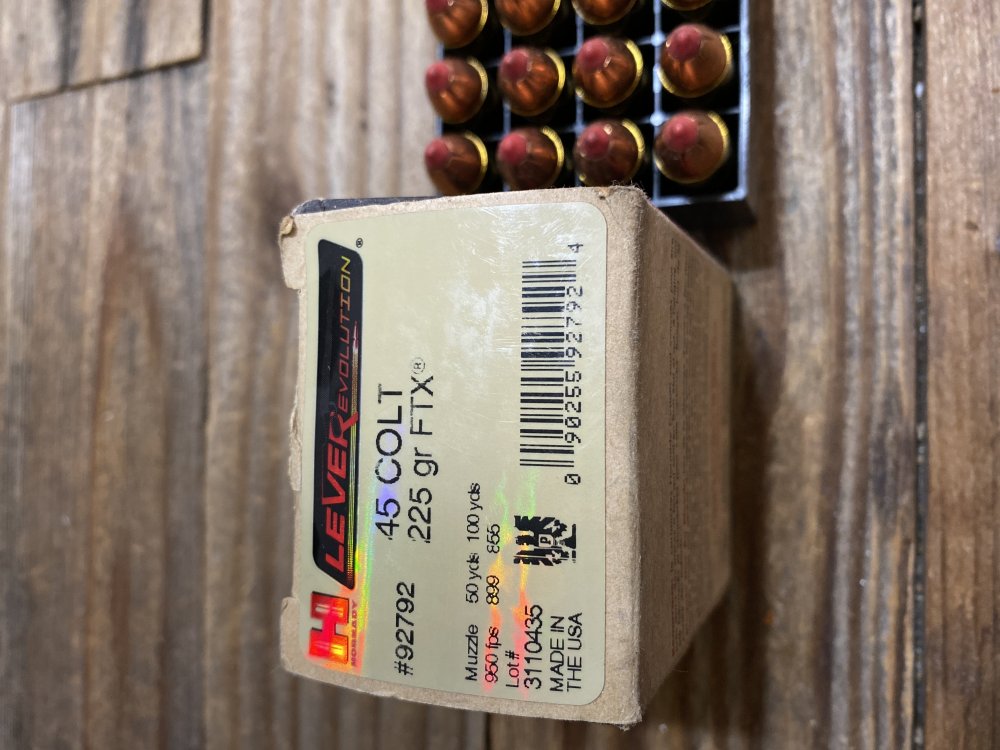 H
HORNADY
LEVEREVOLUTION®
#92792
45 COLT
225 gr FTX®
Muzzle 50 yds 100 yds
950 fps 899 855
Lot#
3110435
MADE IN
THE USA
0 90255 92792 4